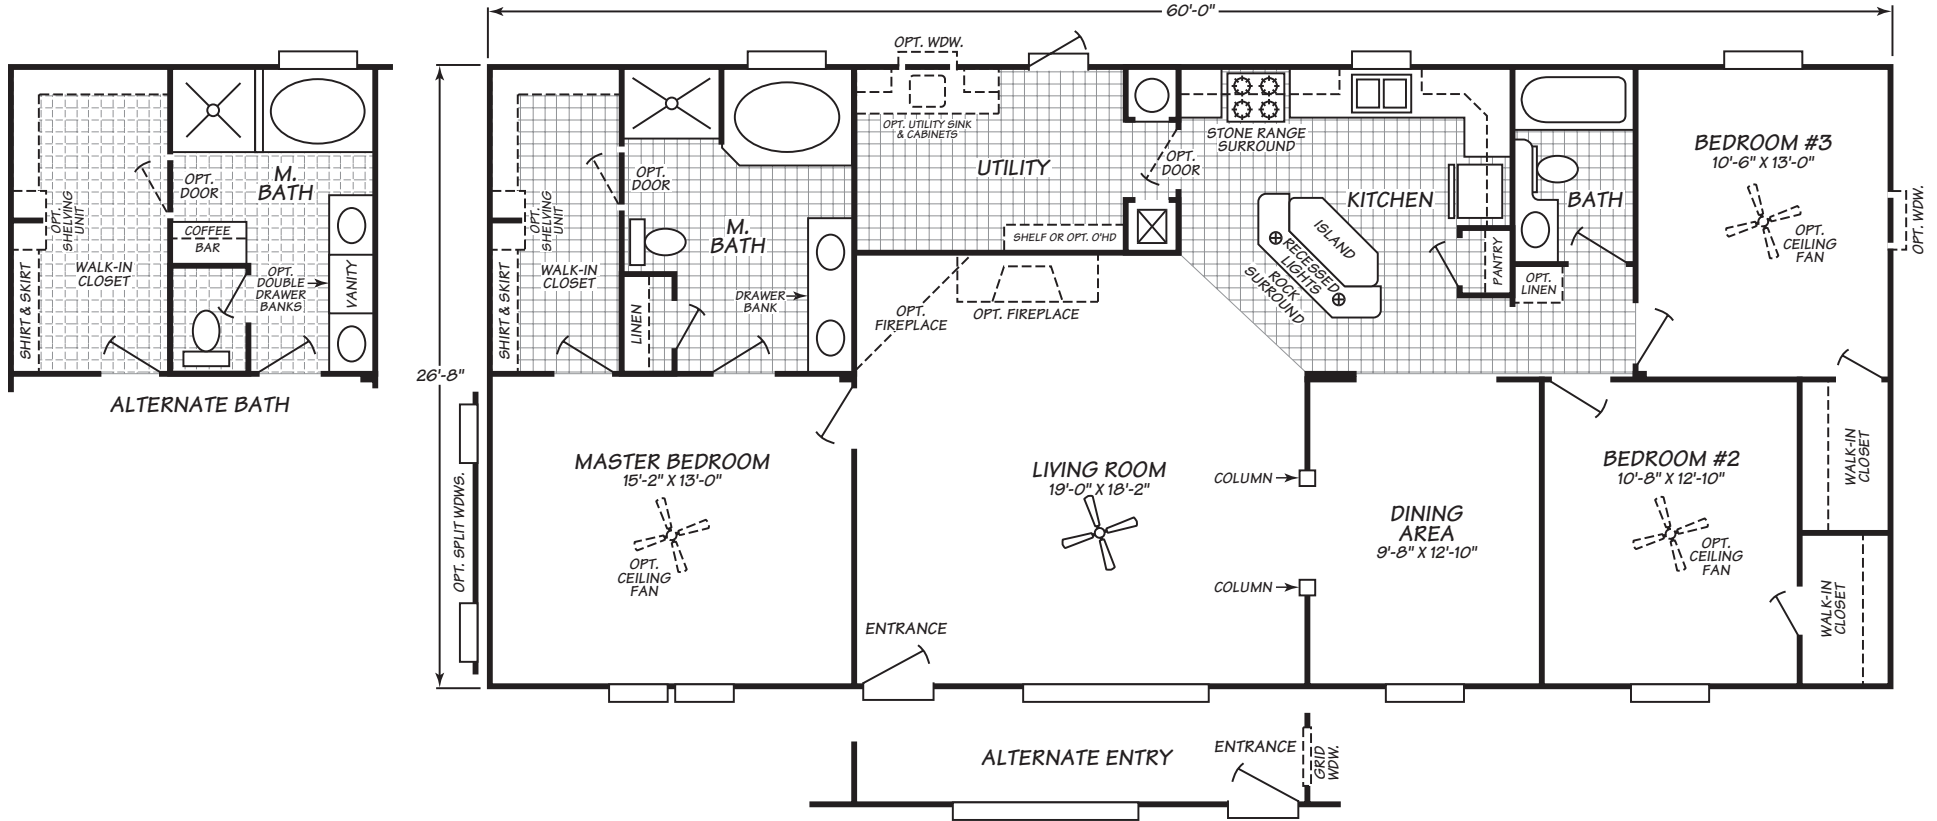 60'-0"
OPT. WDW.
OPT. UTILITY SINK
& CABINETS
STONE RANGE
SURROUND
BEDROOM #3
10'-6" X 13'-0"
UTILITY
OPT.
DOOR
M.
BATH
OPT.
DOOR
OPT.
DOOR
KITCHEN
BATH
OPT.
SHELVING
UNIT
OPT.
SHELVING
UNIT
COFFEE
BAR
M.
BATH
SHELF OR OPT. O'HD
ISLAND
RECESSED
LIGHTS
ROCK
SURROUND
PANTRY
OPT.
CEILING
FAN
OPT. WDW.
WALK-IN
CLOSET
SHIRT & SKIRT
OPT.
DOUBLE
DRAWER
BANKS
VANITY
WALK-IN
CLOSET
SHIRT & SKIRT
LINEN
DRAWER
BANK
OPT.
FIREPLACE
OPT. FIREPLACE
OPT.
LINEN
26'-8"
ALTERNATE BATH
MASTER BEDROOM
15'-2" X 13'-0"
LIVING ROOM
19'-0" X 18'-2"
COLUMN
BEDROOM #2
10'-8" X 12'-10"
WALK-IN
CLOSET
OPT. SPLIT WDWS.
DINING
AREA
9'-8" X 12'-10"
OPT.
CEILING
FAN
OPT.
CEILING
FAN
COLUMN
WALK-IN
CLOSET
ENTRANCE
ALTERNATE ENTRY
ENTRANCE
GRID
WDW.